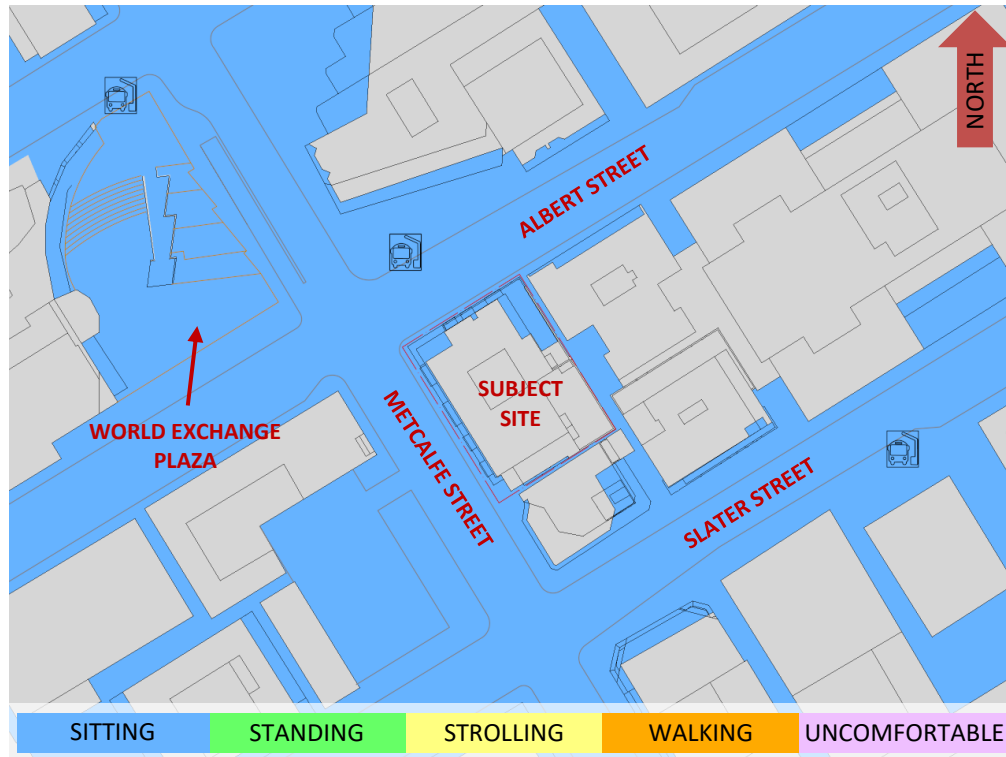 NORTH
ALBERT STREET
SUBJECT
SITE
WORLD EXCHANGE
PLAZA
METCALFE STREET
SLATER STREET
SITTING
STANDING
STROLLING
WALKING
UNCOMFORTABLE